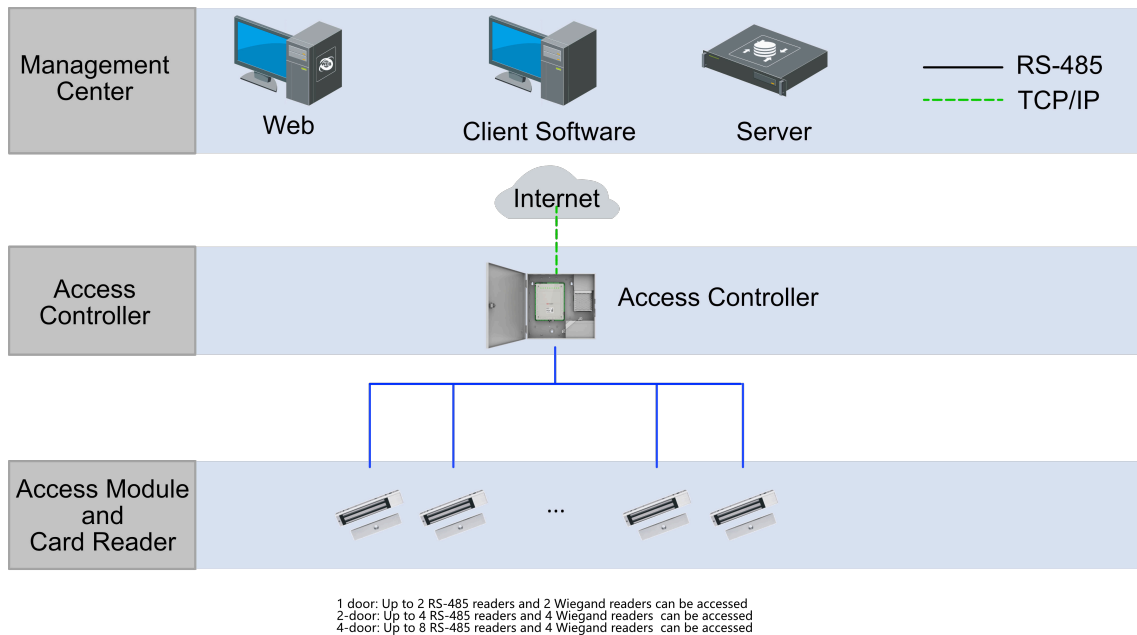 Management
Center
Web
Client Software
Server
RS-485
TCP/IP
Internet
Access
Controller
Access Controller
Access Module
and
Card Reader
...
1 door: Up to 2 RS-485 readers and 2 Wiegand readers can be accessed
2-door: Up to 4 RS-485 readers and 4 Wiegand readers  can be accessed
4-door: Up to 8 RS-485 readers and 4 Wiegand readers  can be accessed